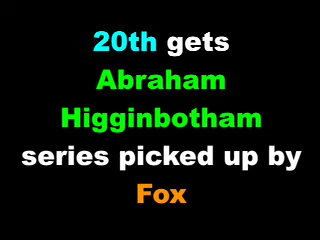 20th gets
Abraham
Higginbotham
series picked up by
Fox